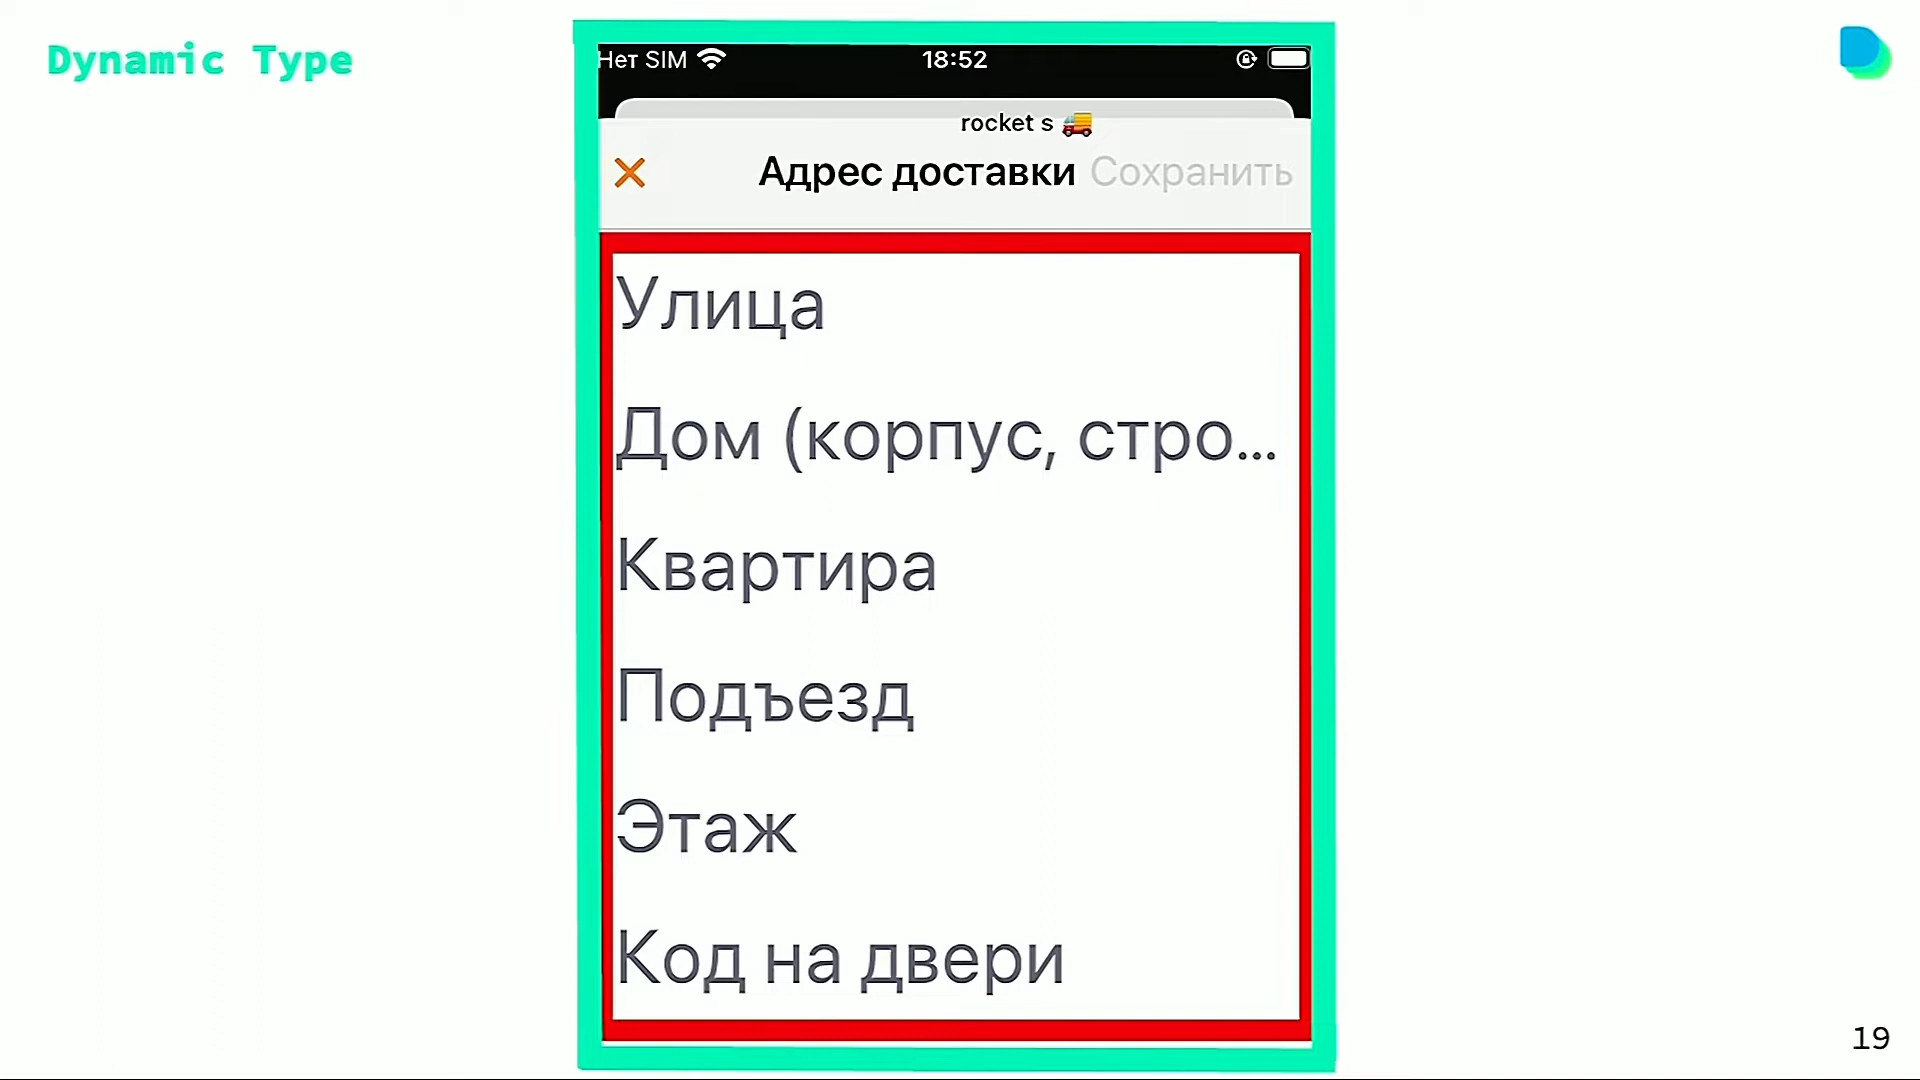 Dynamic Type
Нет SIM 18:52
rocket s 🚚
Адрес доставки Сохранить
Улица
Дом (корпус, стро...
Квартира
Подъезд
Этаж
Код на двери
19